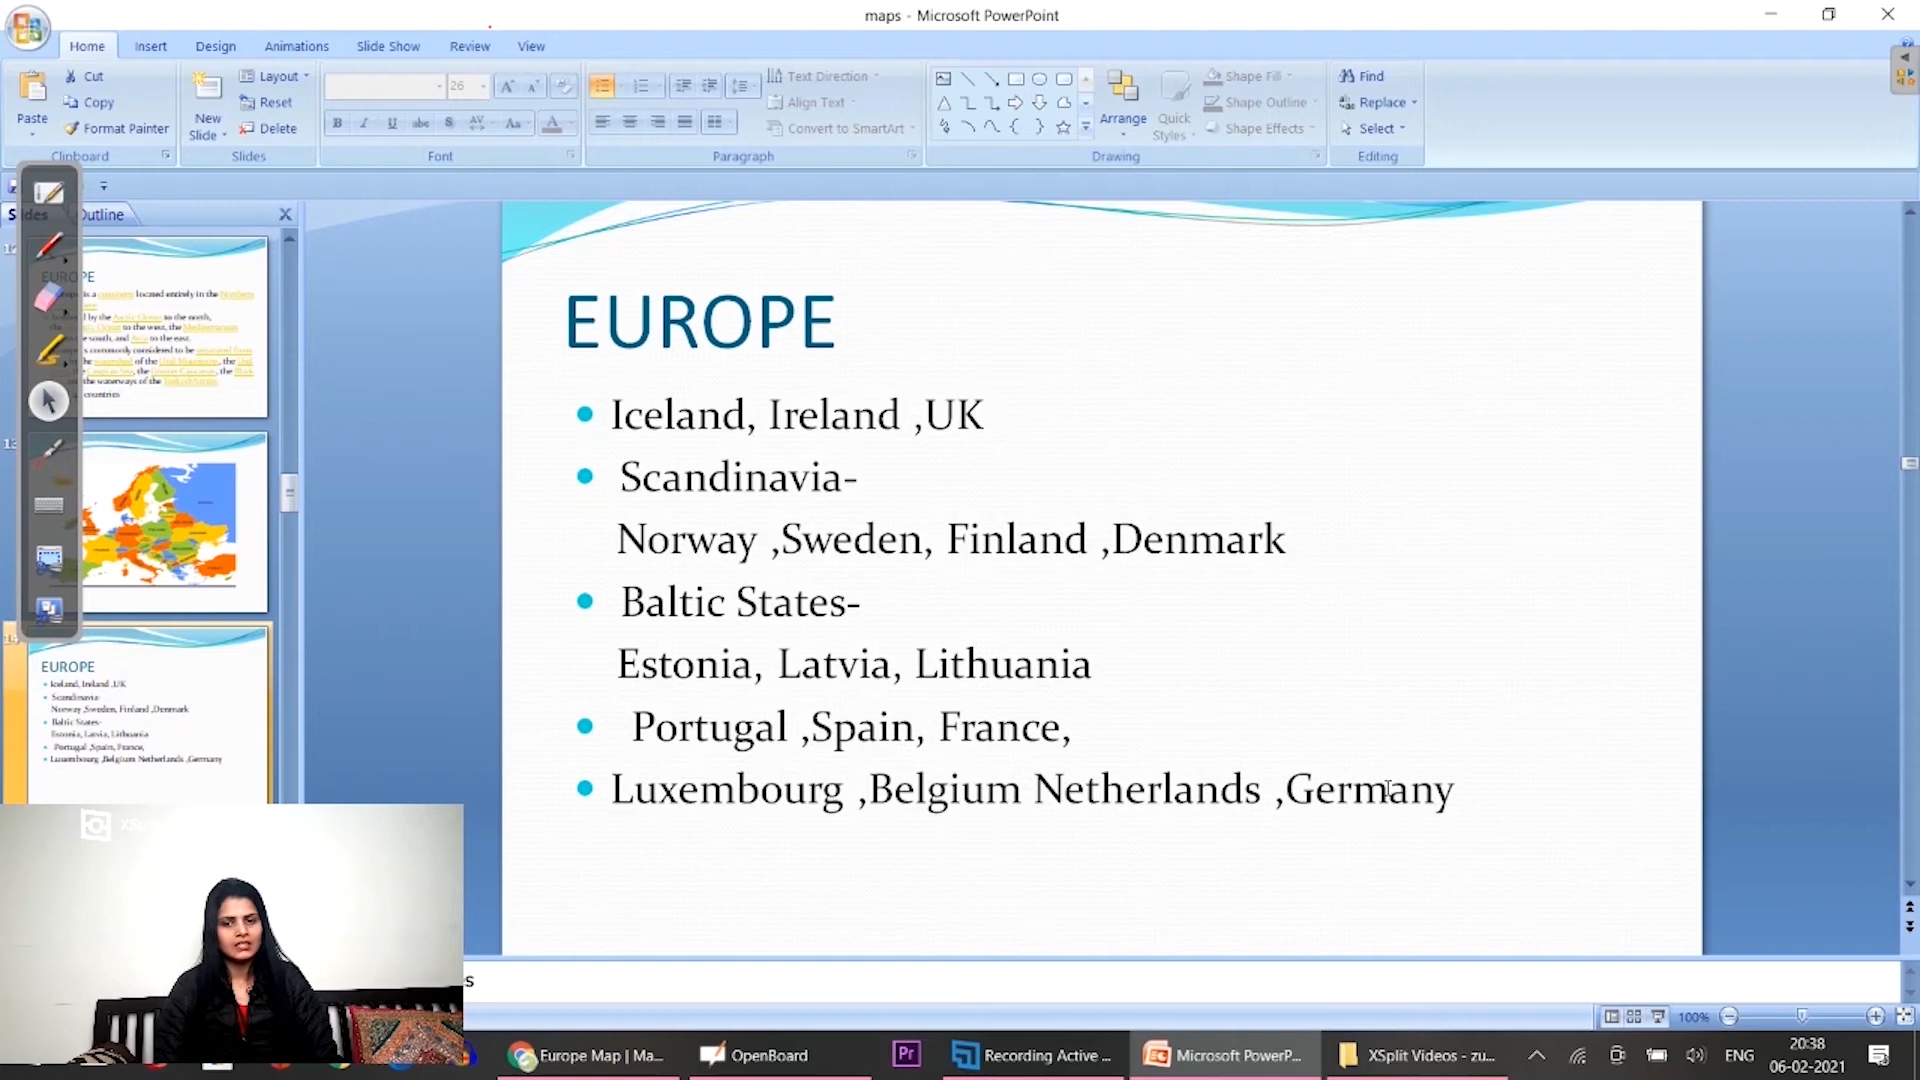 maps - Microsoft PowerPoint
Home Insert Design Animations Slide Show Review View
Cut Layout 26 Text Direction Shape Fill Find
Copy Reset Align Text Shape Outline Replace
Paste Format Painter New Slide Delete Convert to SmartArt Arrange Quick Styles Shape Effects Select
Clipboard Slides Font Paragraph Drawing Editing
Slides Outline
EUROPE
countries
13
EUROPE
Iceland, Ireland ,UK
Scandinavia-
Norway ,Sweden, Finland ,Denmark
Baltic States-
Estonia, Latvia, Lithuania
Portugal ,Spain, France,
Luxembourg ,Belgium Netherlands ,Germany
EUROPE
Iceland, Ireland ,UK
Scandinavia-
Norway ,Sweden, Finland ,Denmark
Baltic States-
Estonia, Latvia, Lithuania
Portugal ,Spain, France,
Luxembourg ,Belgium Netherlands ,Germany
100%
Europe Map | Ma... OpenBoard Pr Recording Active ... Microsoft PowerP... XSplit Videos - zu... ENG 20:38
06-02-2021